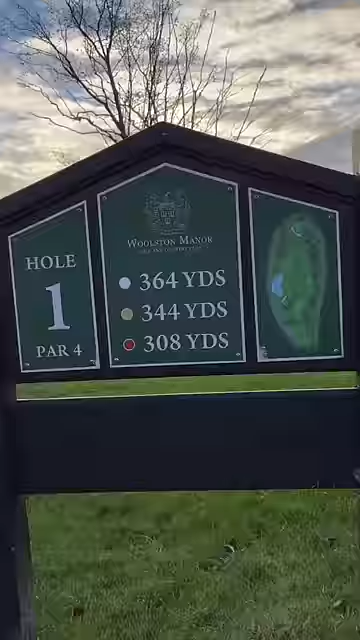 HOLE
1
PAR 4
WOOLSTON MANOR
364 YDS
344 YDS
308 YDS